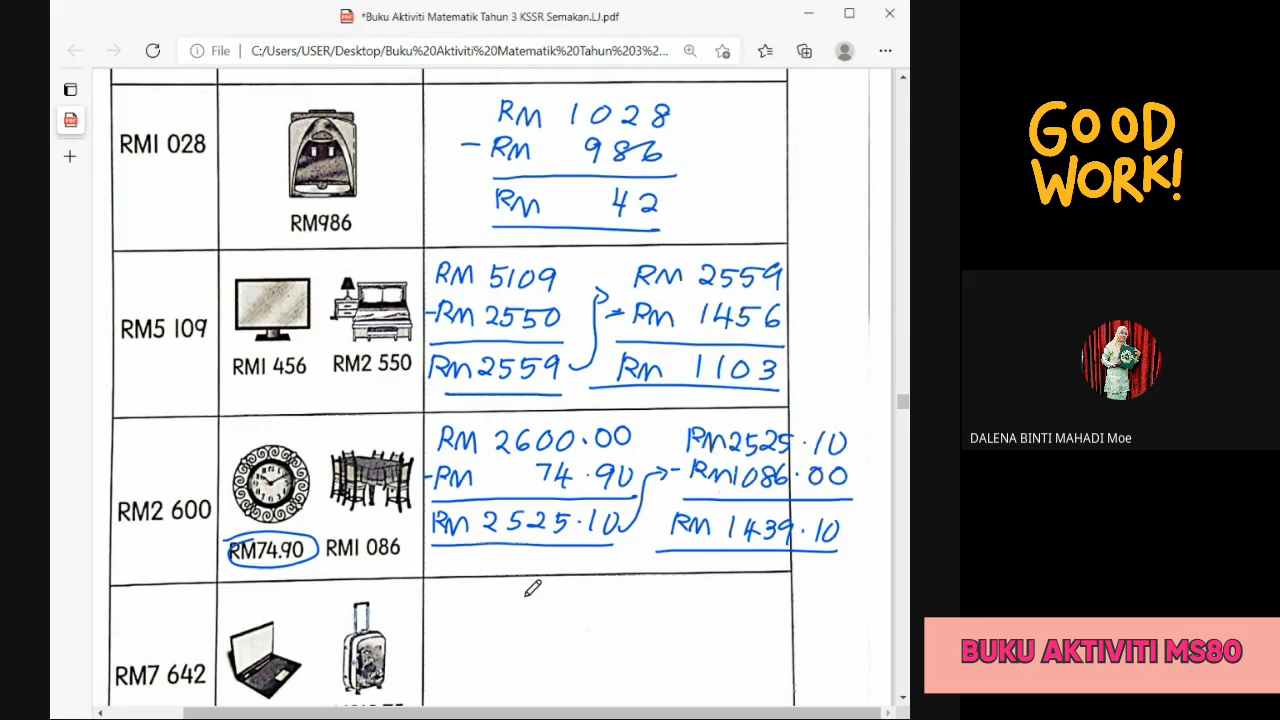 *Buku Aktiviti Matematik Tahun 3 KSSR Semakan.LJ.pdf
File
C:/Users/USER/Desktop/Buku%20Aktiviti%20Matematik%20Tahun%203%2...
RM1 028
RM986
RM 1028
- RM 986
RM 42
RM5 109
RM1 456
RM2 550
RM 5109
- RM 2550
RM 2559
RM 2559
- RM 1456
RM 1103
RM2 600
RM74.90
RM1 086
RM 2600.00
- RM 74.90
RM 2525.10
RM2525.10
- RM1086.00
RM 1439.10
RM7 642
GOOD
WORK!
DALENA BINTI MAHADI Moe
BUKU AKTIVITI MS80